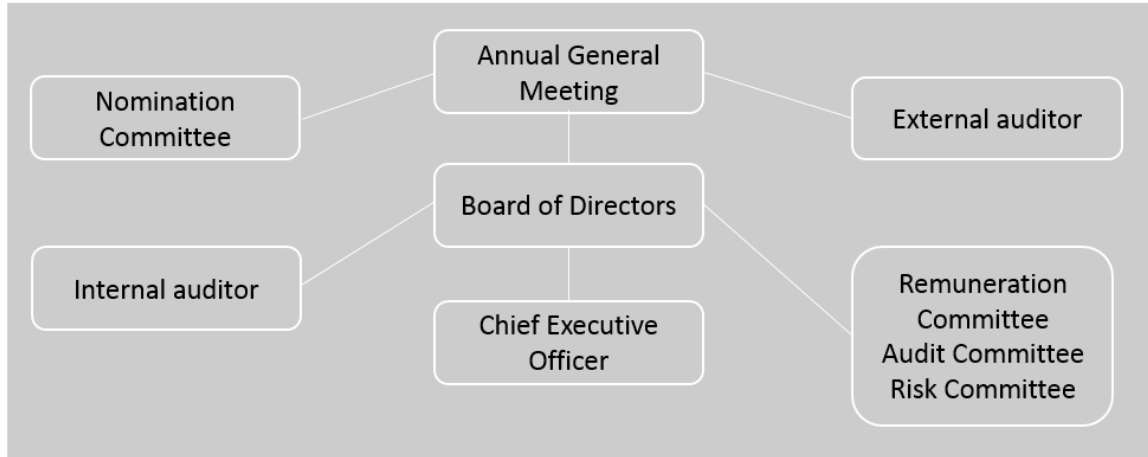 Annual General
Meeting
Nomination
Committee
External auditor
Board of Directors
Internal auditor
Remuneration
Committee
Audit Committee
Risk Committee
Chief Executive
Officer